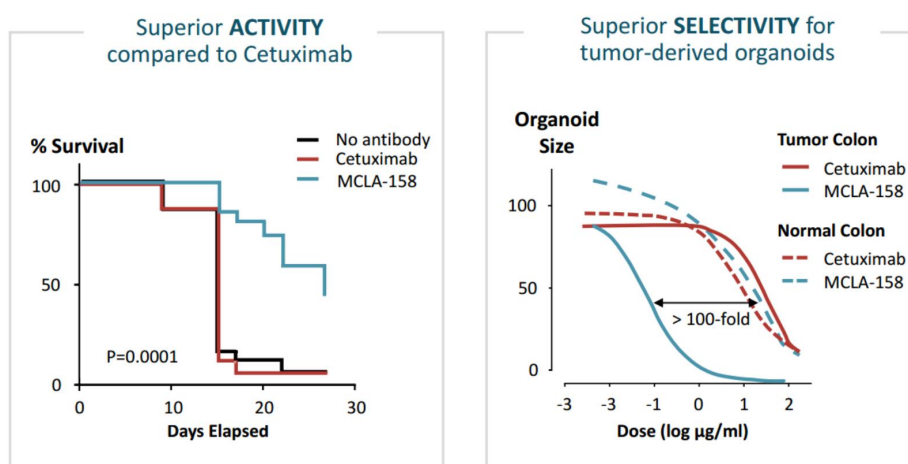 Superior ACTIVITY
compared to Cetuximab
% Survival
No antibody
Cetuximab
MCLA-158
100
50
0
P=0.0001
0
10
20
30
Days Elapsed
Superior SELECTIVITY for
tumor-derived organoids
Organoid
Size
Tumor Colon
Cetuximab
MCLA-158
Normal Colon
Cetuximab
MCLA-158
100
50
0
> 100-fold
-3
-3
-1
0
1
2
Dose (log µg/ml)